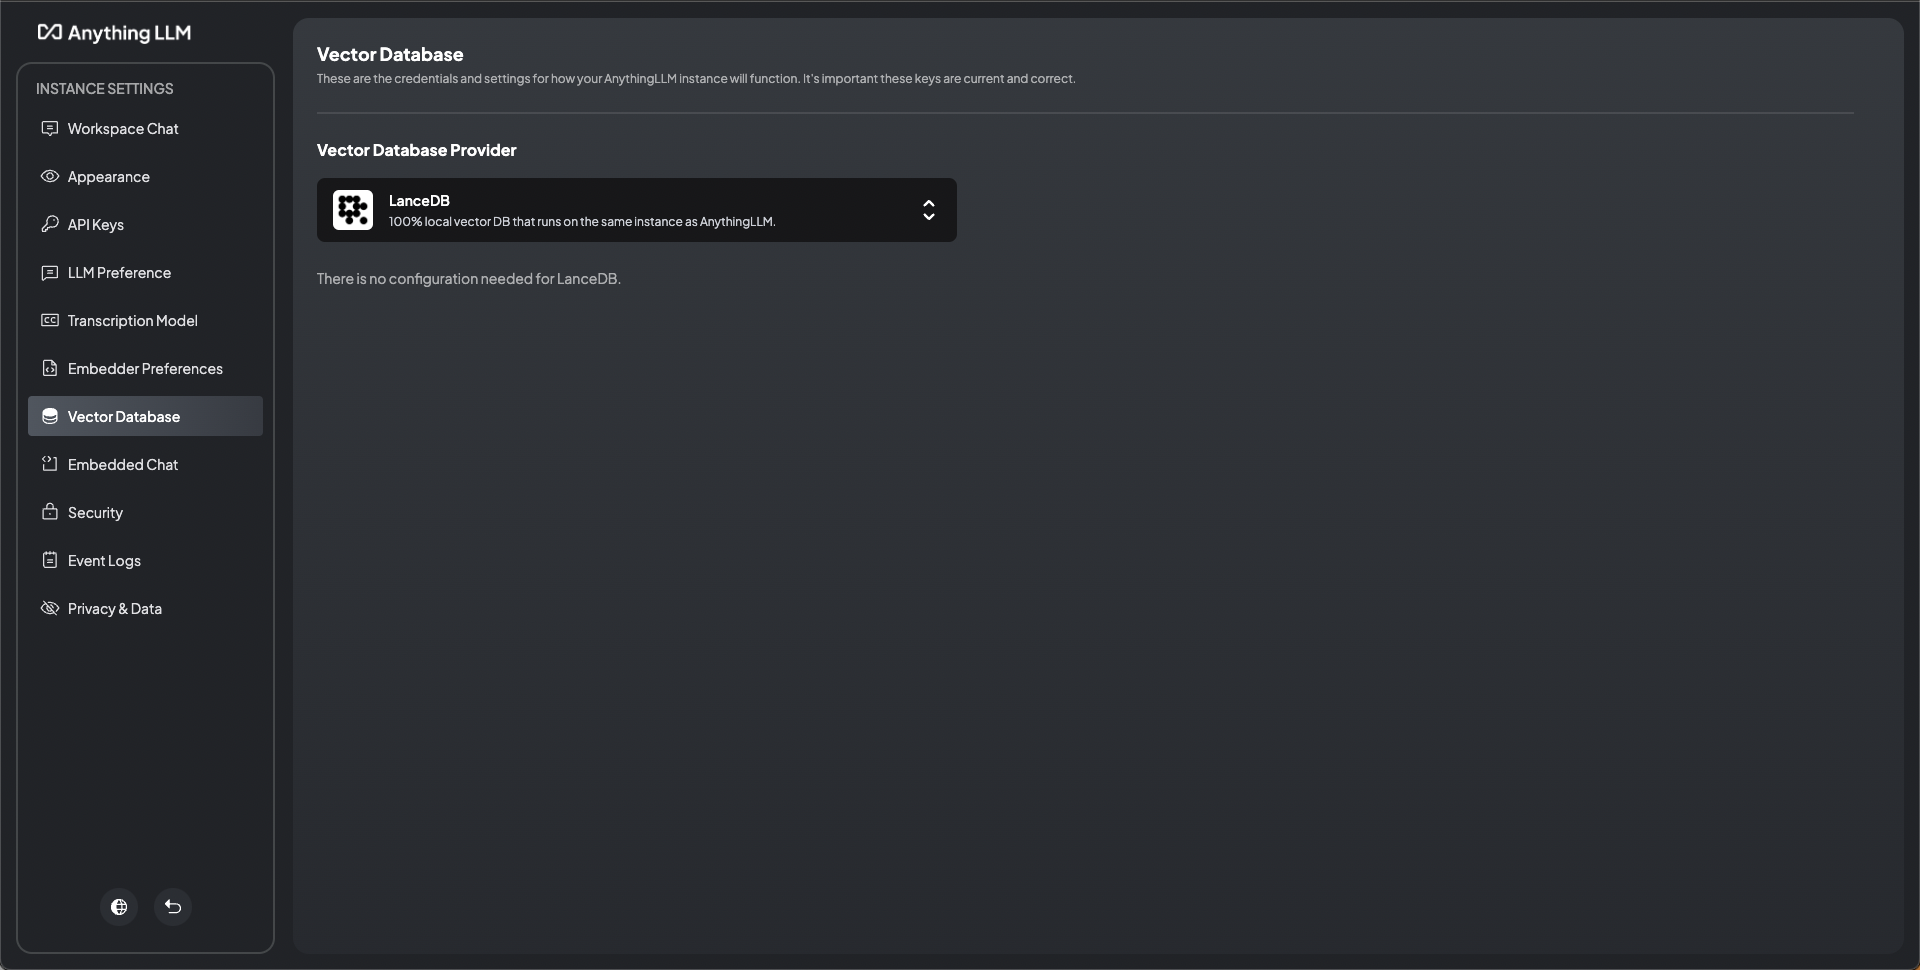 Anything LLM
INSTANCE SETTINGS
Workspace Chat
Appearance
API Keys
LLM Preference
Transcription Model
Embedder Preferences
Vector Database
Embedded Chat
Security
Event Logs
Privacy & Data
Vector Database
These are the credentials and settings for how your AnythingLLM instance will function. It's important these keys are current and correct.
Vector Database Provider
LanceDB
100% local vector DB that runs on the same instance as AnythingLLM.
There is no configuration needed for LanceDB.